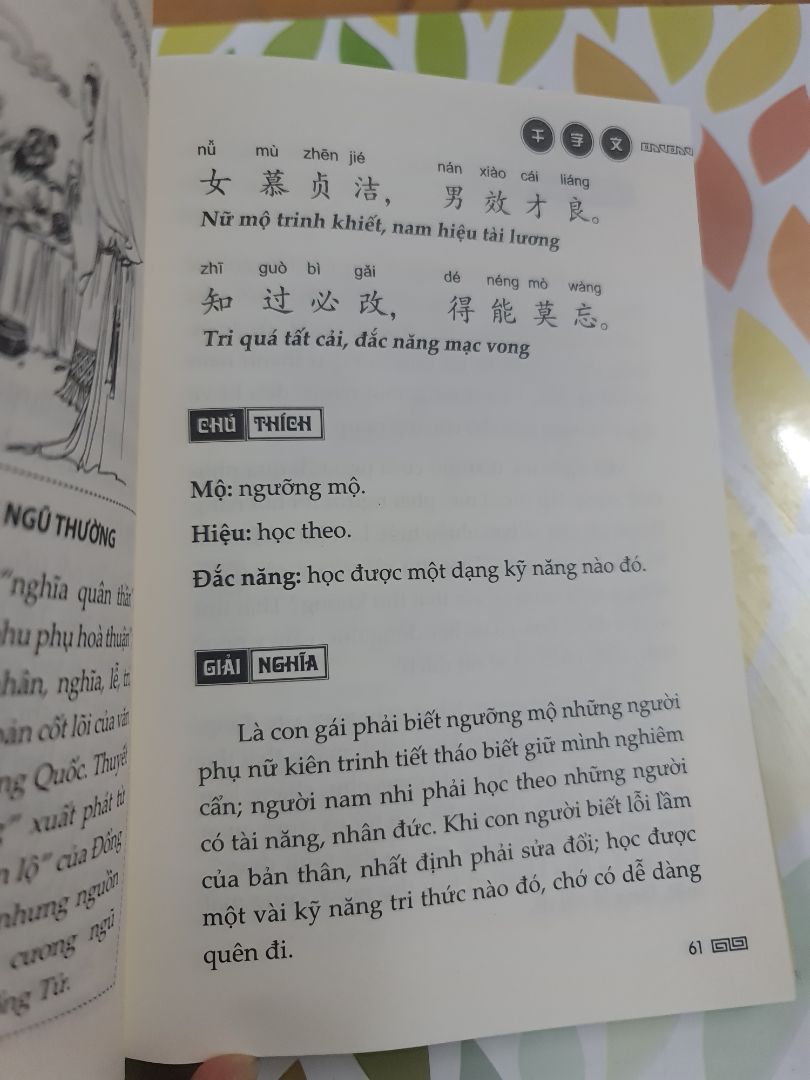 NGŨ THƯỜNG
"nghĩa quân thần
phu phụ hoà thuận"
nhân, nghĩa, lễ, trí
cốt lõi của văn
Quốc. Thuyết
xuất phát từ
lộ" của Đổng
nhưng nguồn
cương ngũ
Tử.
千 字 文
nǚ mù zhēn jié nán xiào cái liáng
女 慕 贞 洁， 男 效 才 良。
Nữ mộ trinh khiết, nam hiệu tài lương
zhī guò bì gǎi dé néng mò wàng
知 过 必 改， 得 能 莫 忘。
Tri quá tất cải, đắc năng mạc vong
CHÚ THÍCH
Mộ: ngưỡng mộ.
Hiệu: học theo.
Đắc năng: học được một dạng kỹ năng nào đó.
GIẢI NGHĨA
Là con gái phải biết ngưỡng mộ những người
phụ nữ kiên trinh tiết tháo biết giữ mình nghiêm
cẩn; người nam nhi phải học theo những người
có tài năng, nhân đức. Khi con người biết lỗi lầm
của bản thân, nhất định phải sửa đổi; học được
một vài kỹ năng tri thức nào đó, chớ có dễ dàng
quên đi.
61